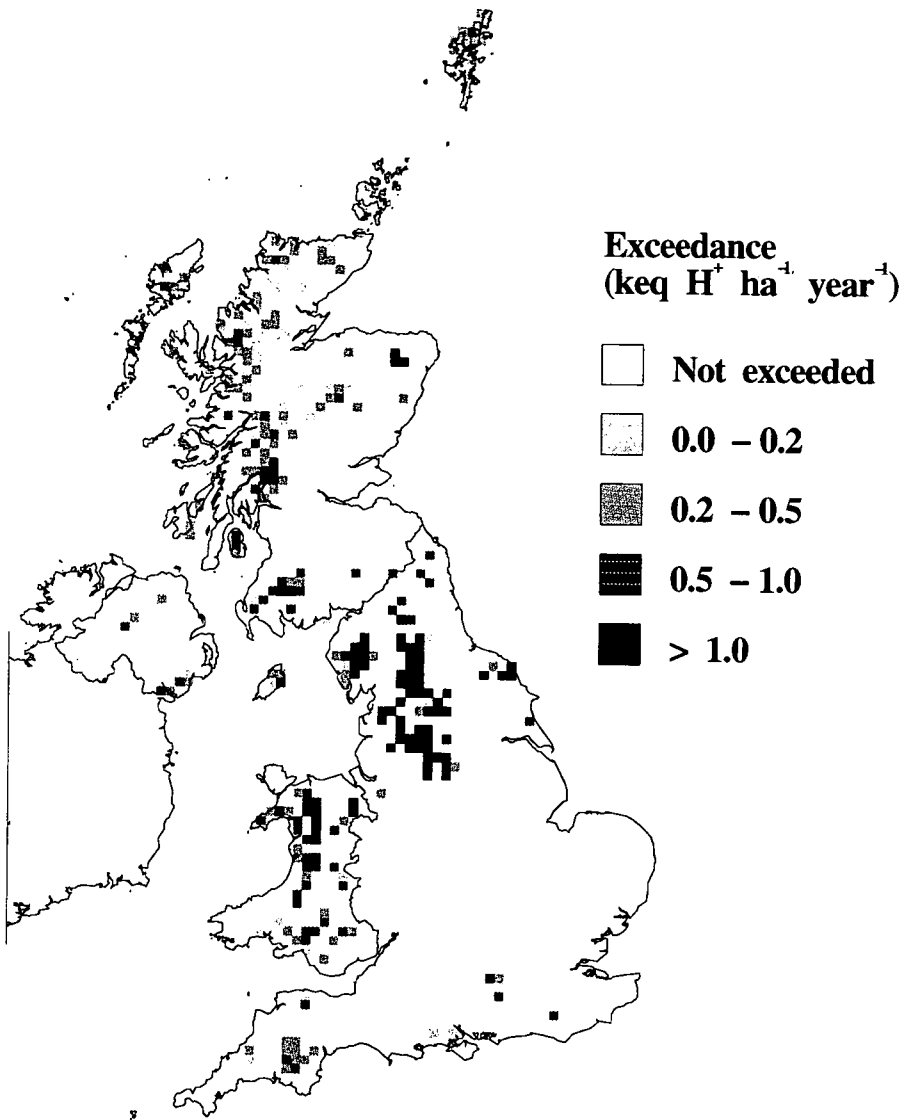 Exceedance
(keq H⁺ ha⁻¹ year⁻¹)
Not exceeded
0.0 – 0.2
0.2 – 0.5
0.5 – 1.0
> 1.0